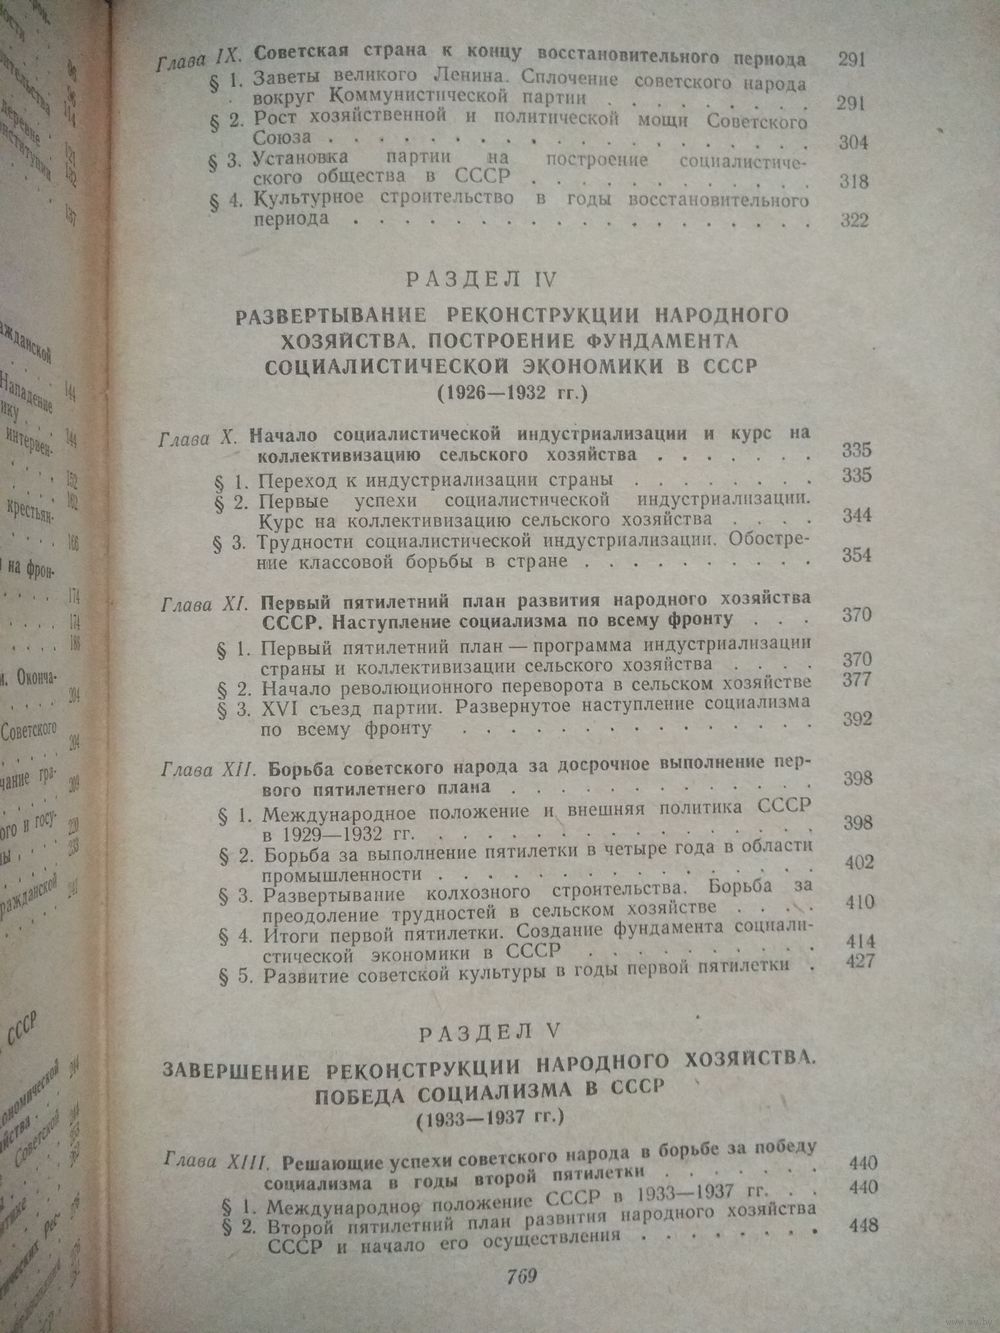 Глава IX. Советская страна к концу восстановительного периода 291
§ 1. Заветы великого Ленина. Сплочение советского народа
вокруг Коммунистической партии . . . . . . . . 291
§ 2. Рост хозяйственной и политической мощи Советского
Союза . . . . . . . . . . . . . . . . 304
§ 3. Установка партии на построение социалистиче-
ского общества в СССР . . . . . . . . . . . 318
§ 4. Культурное строительство в годы восстановительного
периода . . . . . . . . . . . . . . . . 322
РАЗДЕЛ IV
РАЗВЕРТЫВАНИЕ РЕКОНСТРУКЦИИ НАРОДНОГО
ХОЗЯЙСТВА. ПОСТРОЕНИЕ ФУНДАМЕНТА
СОЦИАЛИСТИЧЕСКОЙ ЭКОНОМИКИ В СССР
(1926—1932 гг.)
Глава X. Начало социалистической индустриализации и курс на
коллективизацию сельского хозяйства . . . . . . . 335
§ 1. Переход к индустриализации страны . . . . . . . . 335
§ 2. Первые успехи социалистической индустриализации.
Курс на коллективизацию сельского хозяйства . . . . 344
§ 3. Трудности социалистической индустриализации. Обостре-
ние классовой борьбы в стране . . . . . . . . . . 354
Глава XI. Первый пятилетний план развития народного хозяйства
СССР. Наступление социализма по всему фронту . . . 370
§ 1. Первый пятилетний план — программа индустриализации
страны и коллективизации сельского хозяйства . . . . 370
§ 2. Начало революционного переворота в сельском хозяйстве 377
§ 3. XVI съезд партии. Развернутое наступление социализма
по всему фронту . . . . . . . . . . . . . . 392
Глава XII. Борьба советского народа за досрочное выполнение пер-
вого пятилетнего плана . . . . . . . . . . . . . 398
§ 1. Международное положение и внешняя политика СССР
в 1929—1932 гг. . . . . . . . . . . . . . . . 398
§ 2. Борьба за выполнение пятилетки в четыре года в области
промышленности . . . . . . . . . . . . . . . 402
§ 3. Развертывание колхозного строительства. Борьба за
преодоление трудностей в сельском хозяйстве . . . . 410
§ 4. Итоги первой пятилетки. Создание фундамента социали-
стической экономики в СССР . . . . . . . . . 414
§ 5. Развитие советской культуры в годы первой пятилетки . 427
РАЗДЕЛ V
ЗАВЕРШЕНИЕ РЕКОНСТРУКЦИИ НАРОДНОГО ХОЗЯЙСТВА.
ПОБЕДА СОЦИАЛИЗМА В СССР
(1933—1937 гг.)
Глава XIII. Решающие успехи советского народа в борьбе за победу
социализма в годы второй пятилетки . . . . . . . 440
§ 1. Международное положение СССР в 1933—1937 гг. . . 440
§ 2. Второй пятилетний план развития народного хозяйства
СССР и начало его осуществления . . . . . . . . 448
769